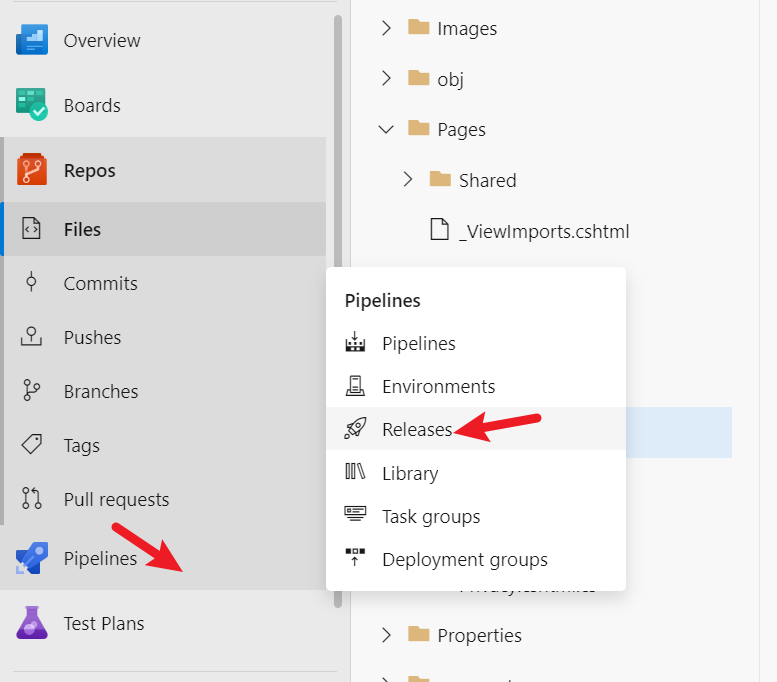 Overview
Boards
Repos
Files
Commits
Pushes
Branches
Tags
Pull requests
Pipelines
Test Plans
Images
obj
Pages
Shared
_ViewImports.cshtml
Pipelines
Pipelines
Environments
Releases
Library
Task groups
Deployment groups
Properties